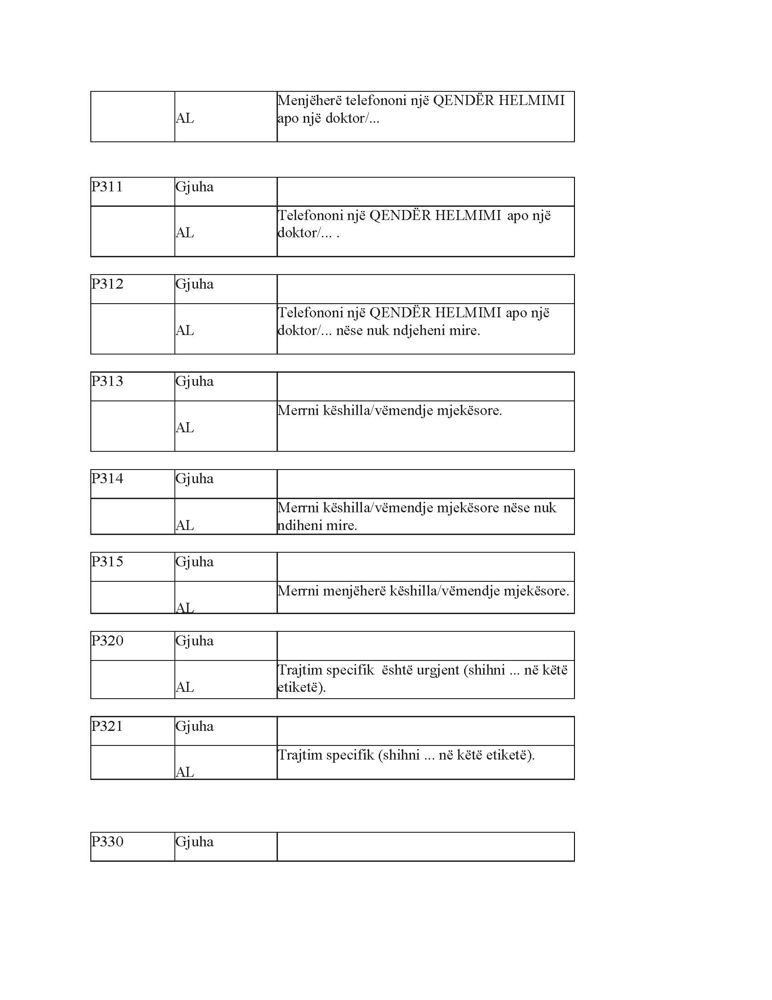 Menjëherë telefononi një QENDËR HELMIMI
AL apo një doktor/...
P311 Gjuha
Telefononi një QENDËR HELMIMI apo një
AL doktor/... .
P312 Gjuha
Telefononi një QENDËR HELMIMI apo një
AL doktor/... nëse nuk ndjeheni mire.
P313 Gjuha
Merrni këshilla/vëmendje mjekësore.
AL
P314 Gjuha
Merrni këshilla/vëmendje mjekësore nëse nuk
AL ndiheni mire.
P315 Gjuha
Merrni menjëherë këshilla/vëmendje mjekësore.
AL
P320 Gjuha
Trajtim specifik është urgjent (shihni ... në këtë
AL etiketë).
P321 Gjuha
Trajtim specifik (shihni ... në këtë etiketë).
AL
P330 Gjuha